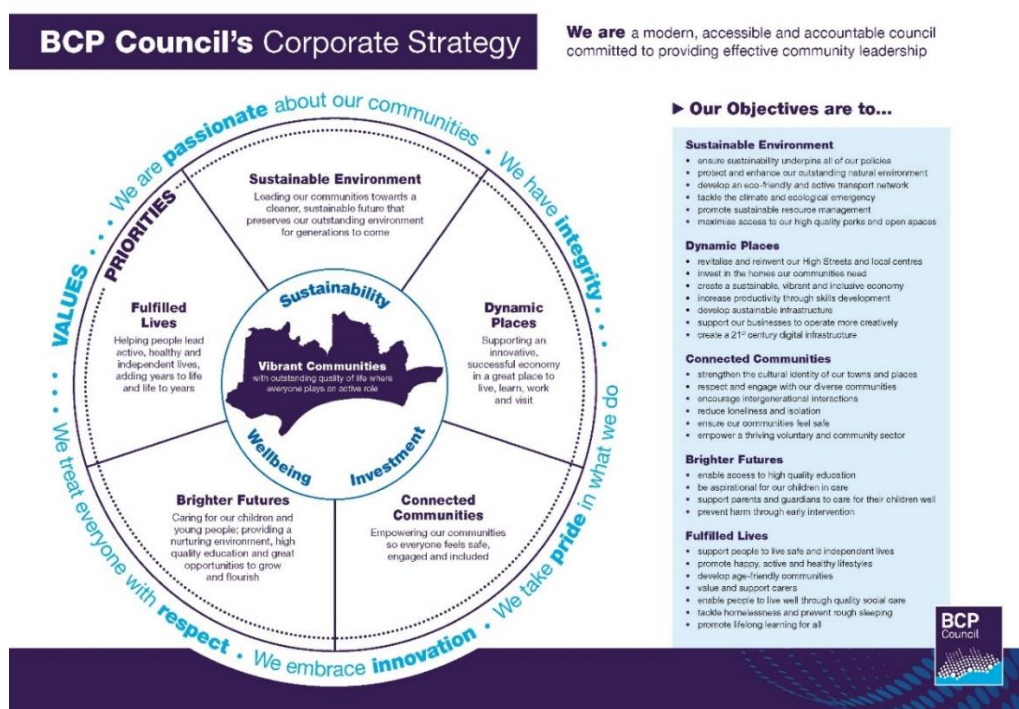 BCP Council's Corporate Strategy
We are a modern, accessible and accountable council
committed to providing effective community leadership
VALUES
We are passionate about our communities
We have integrity
We take pride in what we do
We embrace innovation
We treat everyone with respect
PRIORITIES
Sustainable Environment
Leading our communities towards a
cleaner, sustainable future that
preserves our outstanding environment
for generations to come
Dynamic
Places
Supporting an
innovative,
successful economy
in a great place to
live, learn, work
and visit
Connected
Communities
Empowering our communities
so everyone feels safe,
engaged and included
Brighter Futures
Caring for our children and
young people; providing a
nurturing environment, high
quality education and great
opportunities to grow
and flourish
Fulfilled
Lives
Helping people lead
active, healthy and
independent lives,
adding years to life
and life to years
Sustainability
Vibrant Communities
with outstanding quality of life where
everyone plays an active role
Wellbeing
Investment
▶ Our Objectives are to...
Sustainable Environment
• ensure sustainability underpins all of our policies
• protect and enhance our outstanding natural environment
• develop an eco-friendly and active transport network
• tackle the climate and ecological emergency
• promote sustainable resource management
• maximise access to our high quality parks and open spaces
Dynamic Places
• revitalise and reinvent our High Streets and local centres
• invest in the homes our communities need
• create a sustainable, vibrant and inclusive economy
• increase productivity through skills development
• develop sustainable infrastructure
• support our businesses to operate more creatively
• create a 21st century digital infrastructure
Connected Communities
• strengthen the cultural identity of our towns and places
• respect and engage with our diverse communities
• encourage intergenerational interactions
• reduce loneliness and isolation
• ensure our communities feel safe
• empower a thriving voluntary and community sector
Brighter Futures
• enable access to high quality education
• be aspirational for our children in care
• support parents and guardians to care for their children well
• prevent harm through early intervention
Fulfilled Lives
• support people to live safe and independent lives
• promote happy, active and healthy lifestyles
• develop age-friendly communities
• value and support carers
• enable people to live well through quality social care
• tackle homelessness and prevent rough sleeping
• promote lifelong learning for all
BCP
Council